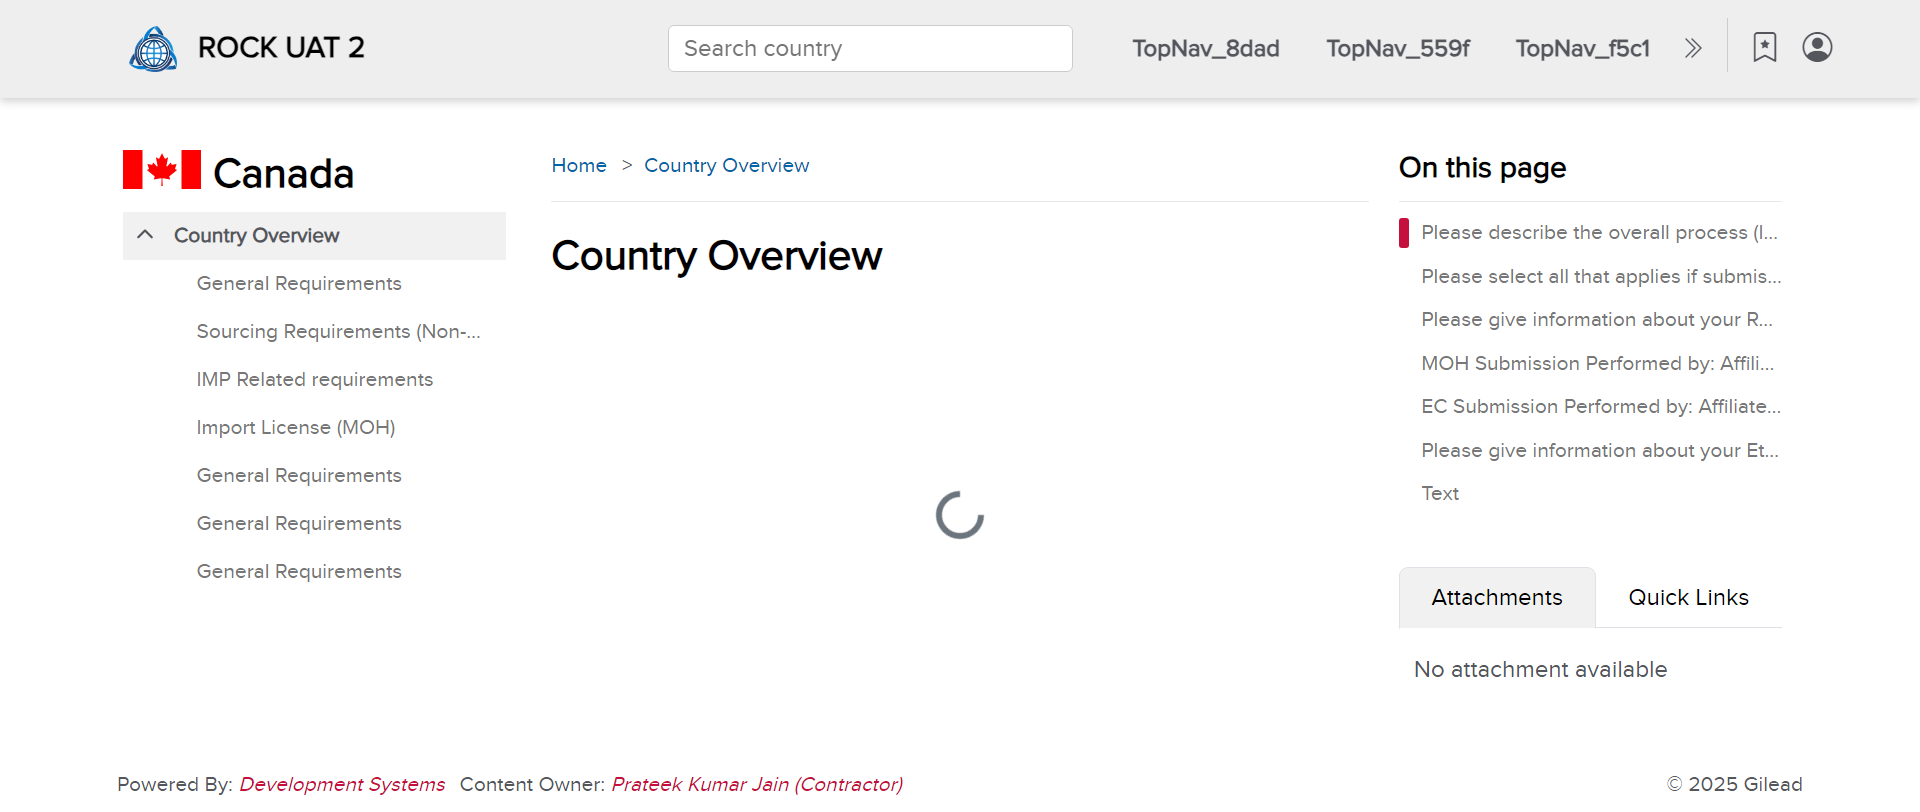 ROCK UAT 2
Search country
TopNav_8dad
TopNav_559f
TopNav_f5c1
Canada
Country Overview
General Requirements
Sourcing Requirements (Non-...
IMP Related requirements
Import License (MOH)
General Requirements
General Requirements
General Requirements
Home > Country Overview
Country Overview
On this page
Please describe the overall process (I...
Please select all that applies if submis...
Please give information about your R...
MOH Submission Performed by: Affili...
EC Submission Performed by: Affiliate...
Please give information about your Et...
Text
Attachments
Quick Links
No attachment available
Powered By: Development Systems Content Owner: Prateek Kumar Jain (Contractor)
© 2025 Gilead